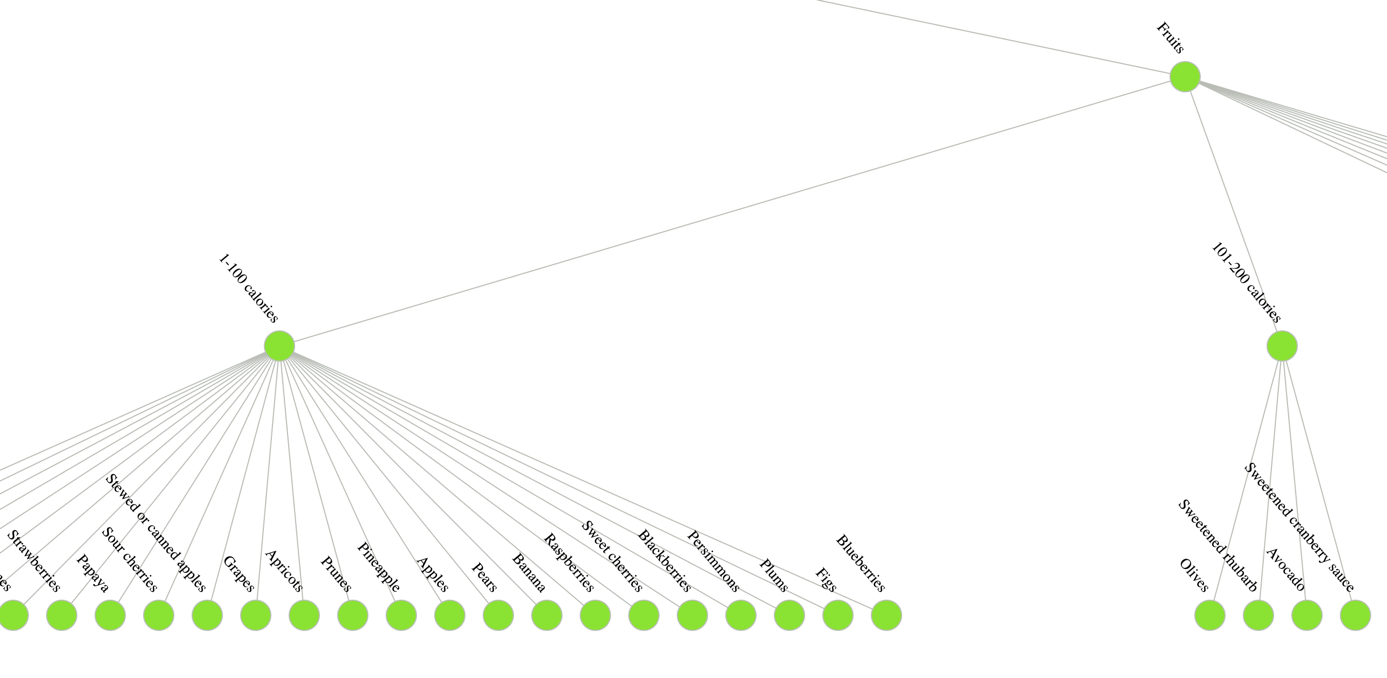 Fruits
1-100 calories
101-200 calories
Strawberries
Papaya
Sour cherries
Stewed or canned apples
Grapes
Apricots
Prunes
Pineapple
Apples
Pears
Banana
Raspberries
Sweet cherries
Blackberries
Persimmons
Plums
Figs
Blueberries
Olives
Sweetened rhubarb
Avocado
Sweetened cranberry sauce